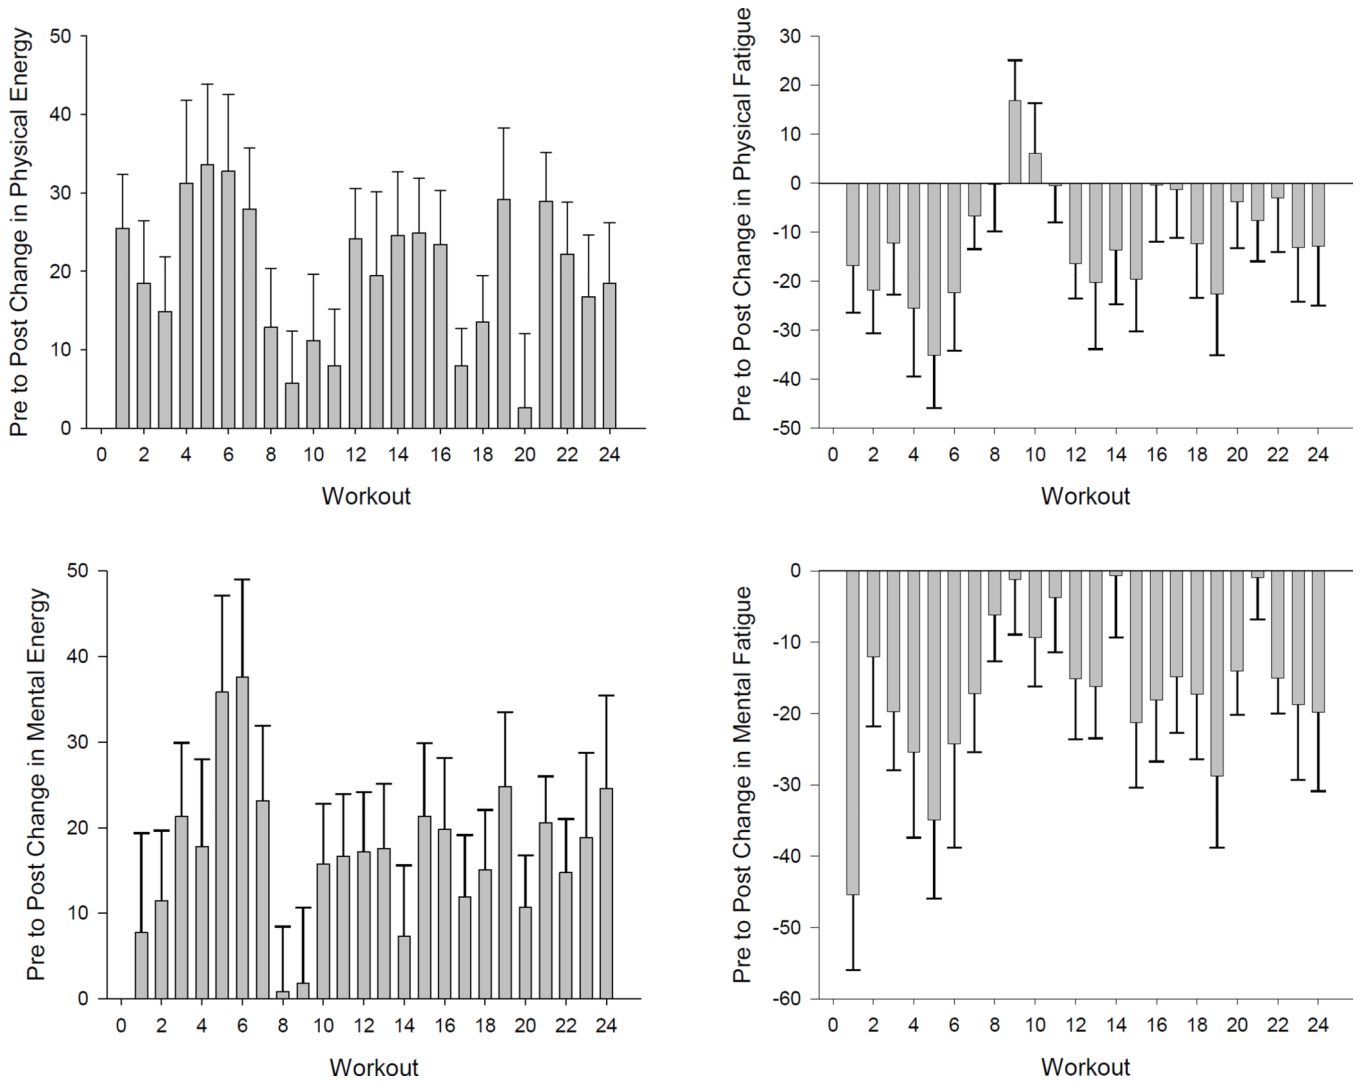 Pre to Post Change in Physical Energy
50
40
30
20
10
0
0 2 4 6 8 10 12 14 16 18 20 22 24
Workout
Pre to Post Change in Physical Fatigue
30
20
10
0
-10
-20
-30
-40
-50
0 2 4 6 8 10 12 14 16 18 20 22 24
Workout
Pre to Post Change in Mental Energy
50
40
30
20
10
0
0 2 4 6 8 10 12 14 16 18 20 22 24
Workout
Pre to Post Change in Mental Fatigue
0
-10
-20
-30
-40
-50
-60
0 2 4 6 8 10 12 14 16 18 20 22 24
Workout